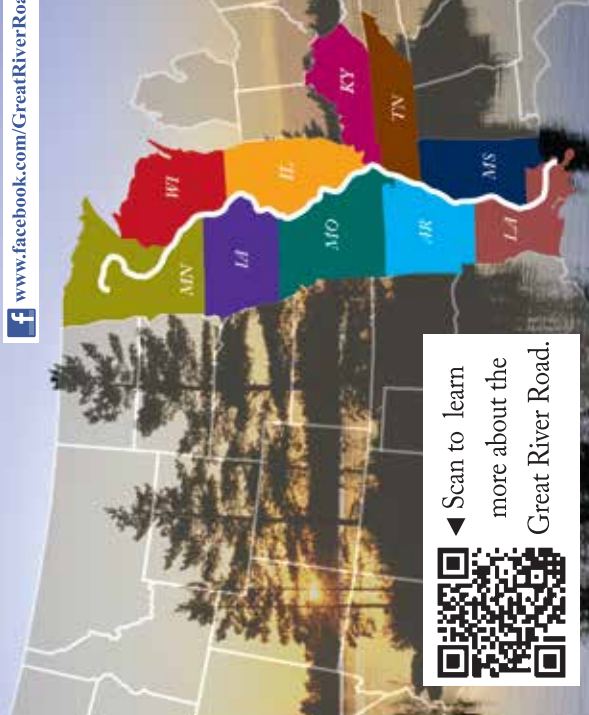 www.facebook.com/GreatRiverRoa
MN
WI
IA
IL
MO
KY
TN
AR
MS
LA
◄ Scan to learn
more about the
Great River Road.